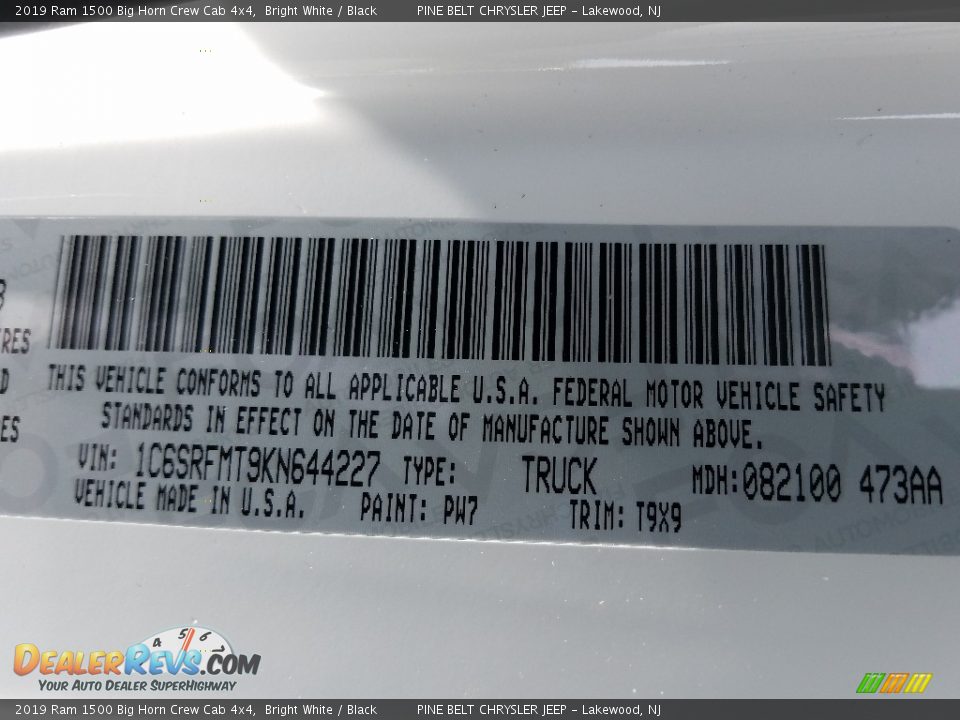 2019 Ram 1500 Big Horn Crew Cab 4x4, Bright White / Black PINE BELT CHRYSLER JEEP - Lakewood, NJ
THIS VEHICLE CONFORMS TO ALL APPLICABLE U.S.A. FEDERAL MOTOR VEHICLE SAFETY
STANDARDS IN EFFECT ON THE DATE OF MANUFACTURE SHOWN ABOVE.
VIN: 1C6SRFMT9KN644227 TYPE: TRUCK MDH:082100 473AA
VEHICLE MADE IN U.S.A. PAINT: PW7 TRIM: T9X9
4 5 6
DEALERREVS.COM
YOUR AUTO DEALER SUPERHIGHWAY
2019 Ram 1500 Big Horn Crew Cab 4x4, Bright White / Black PINE BELT CHRYSLER JEEP - Lakewood, NJ